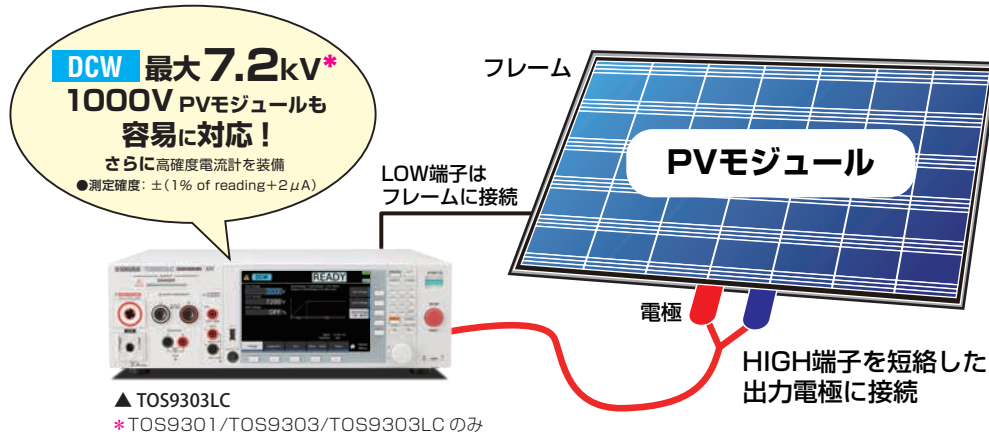 DCW 最大7.2kV*
1000V PVモジュールも
容易に対応！
さらに高確度電流計を装備
●測定確度：±(1% of reading+2μA)
フレーム
PVモジュール
LOW端子は
フレームに接続
DCW
READY
電極
HIGH端子を短絡した
出力電極に接続
▲ TOS9303LC
*TOS9301/TOS9303/TOS9303LC のみ